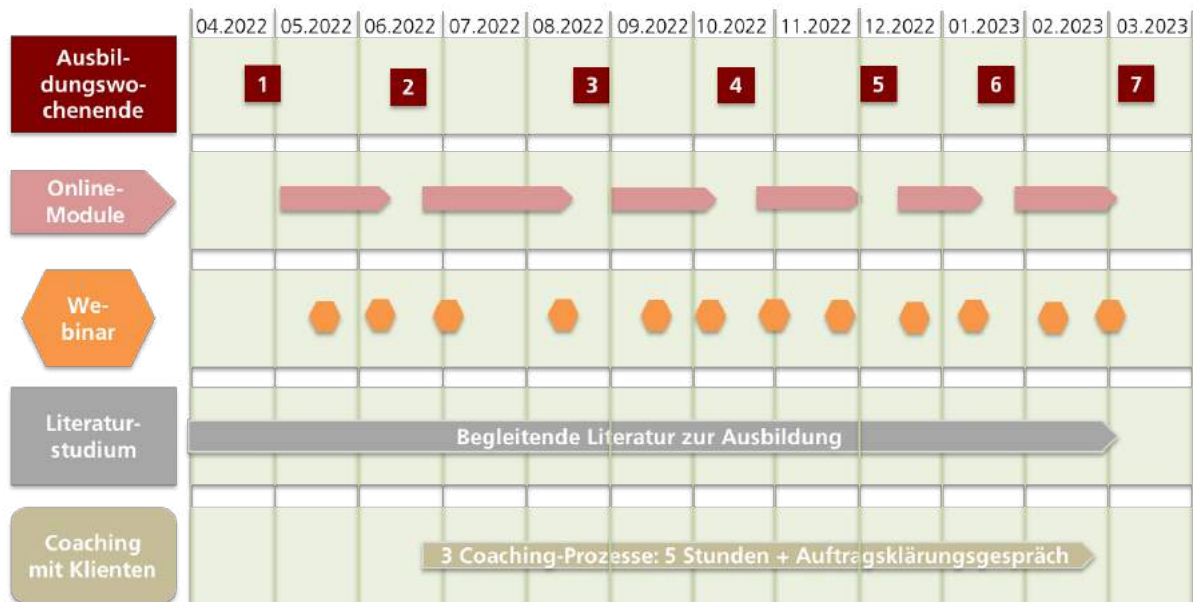 04.2022 05.2022 06.2022 07.2022 08.2022 09.2022 10.2022 11.2022 12.2022 01.2023 02.2023 03.2023
Ausbil-
dungswo-
chenende
1 2 3 4 5 6 7
Online-
Module
We-
binar
Literatur-
studium
Begleitende Literatur zur Ausbildung
Coaching
mit Klienten
3 Coaching-Prozesse: 5 Stunden + Auftragsklärungsgespräch